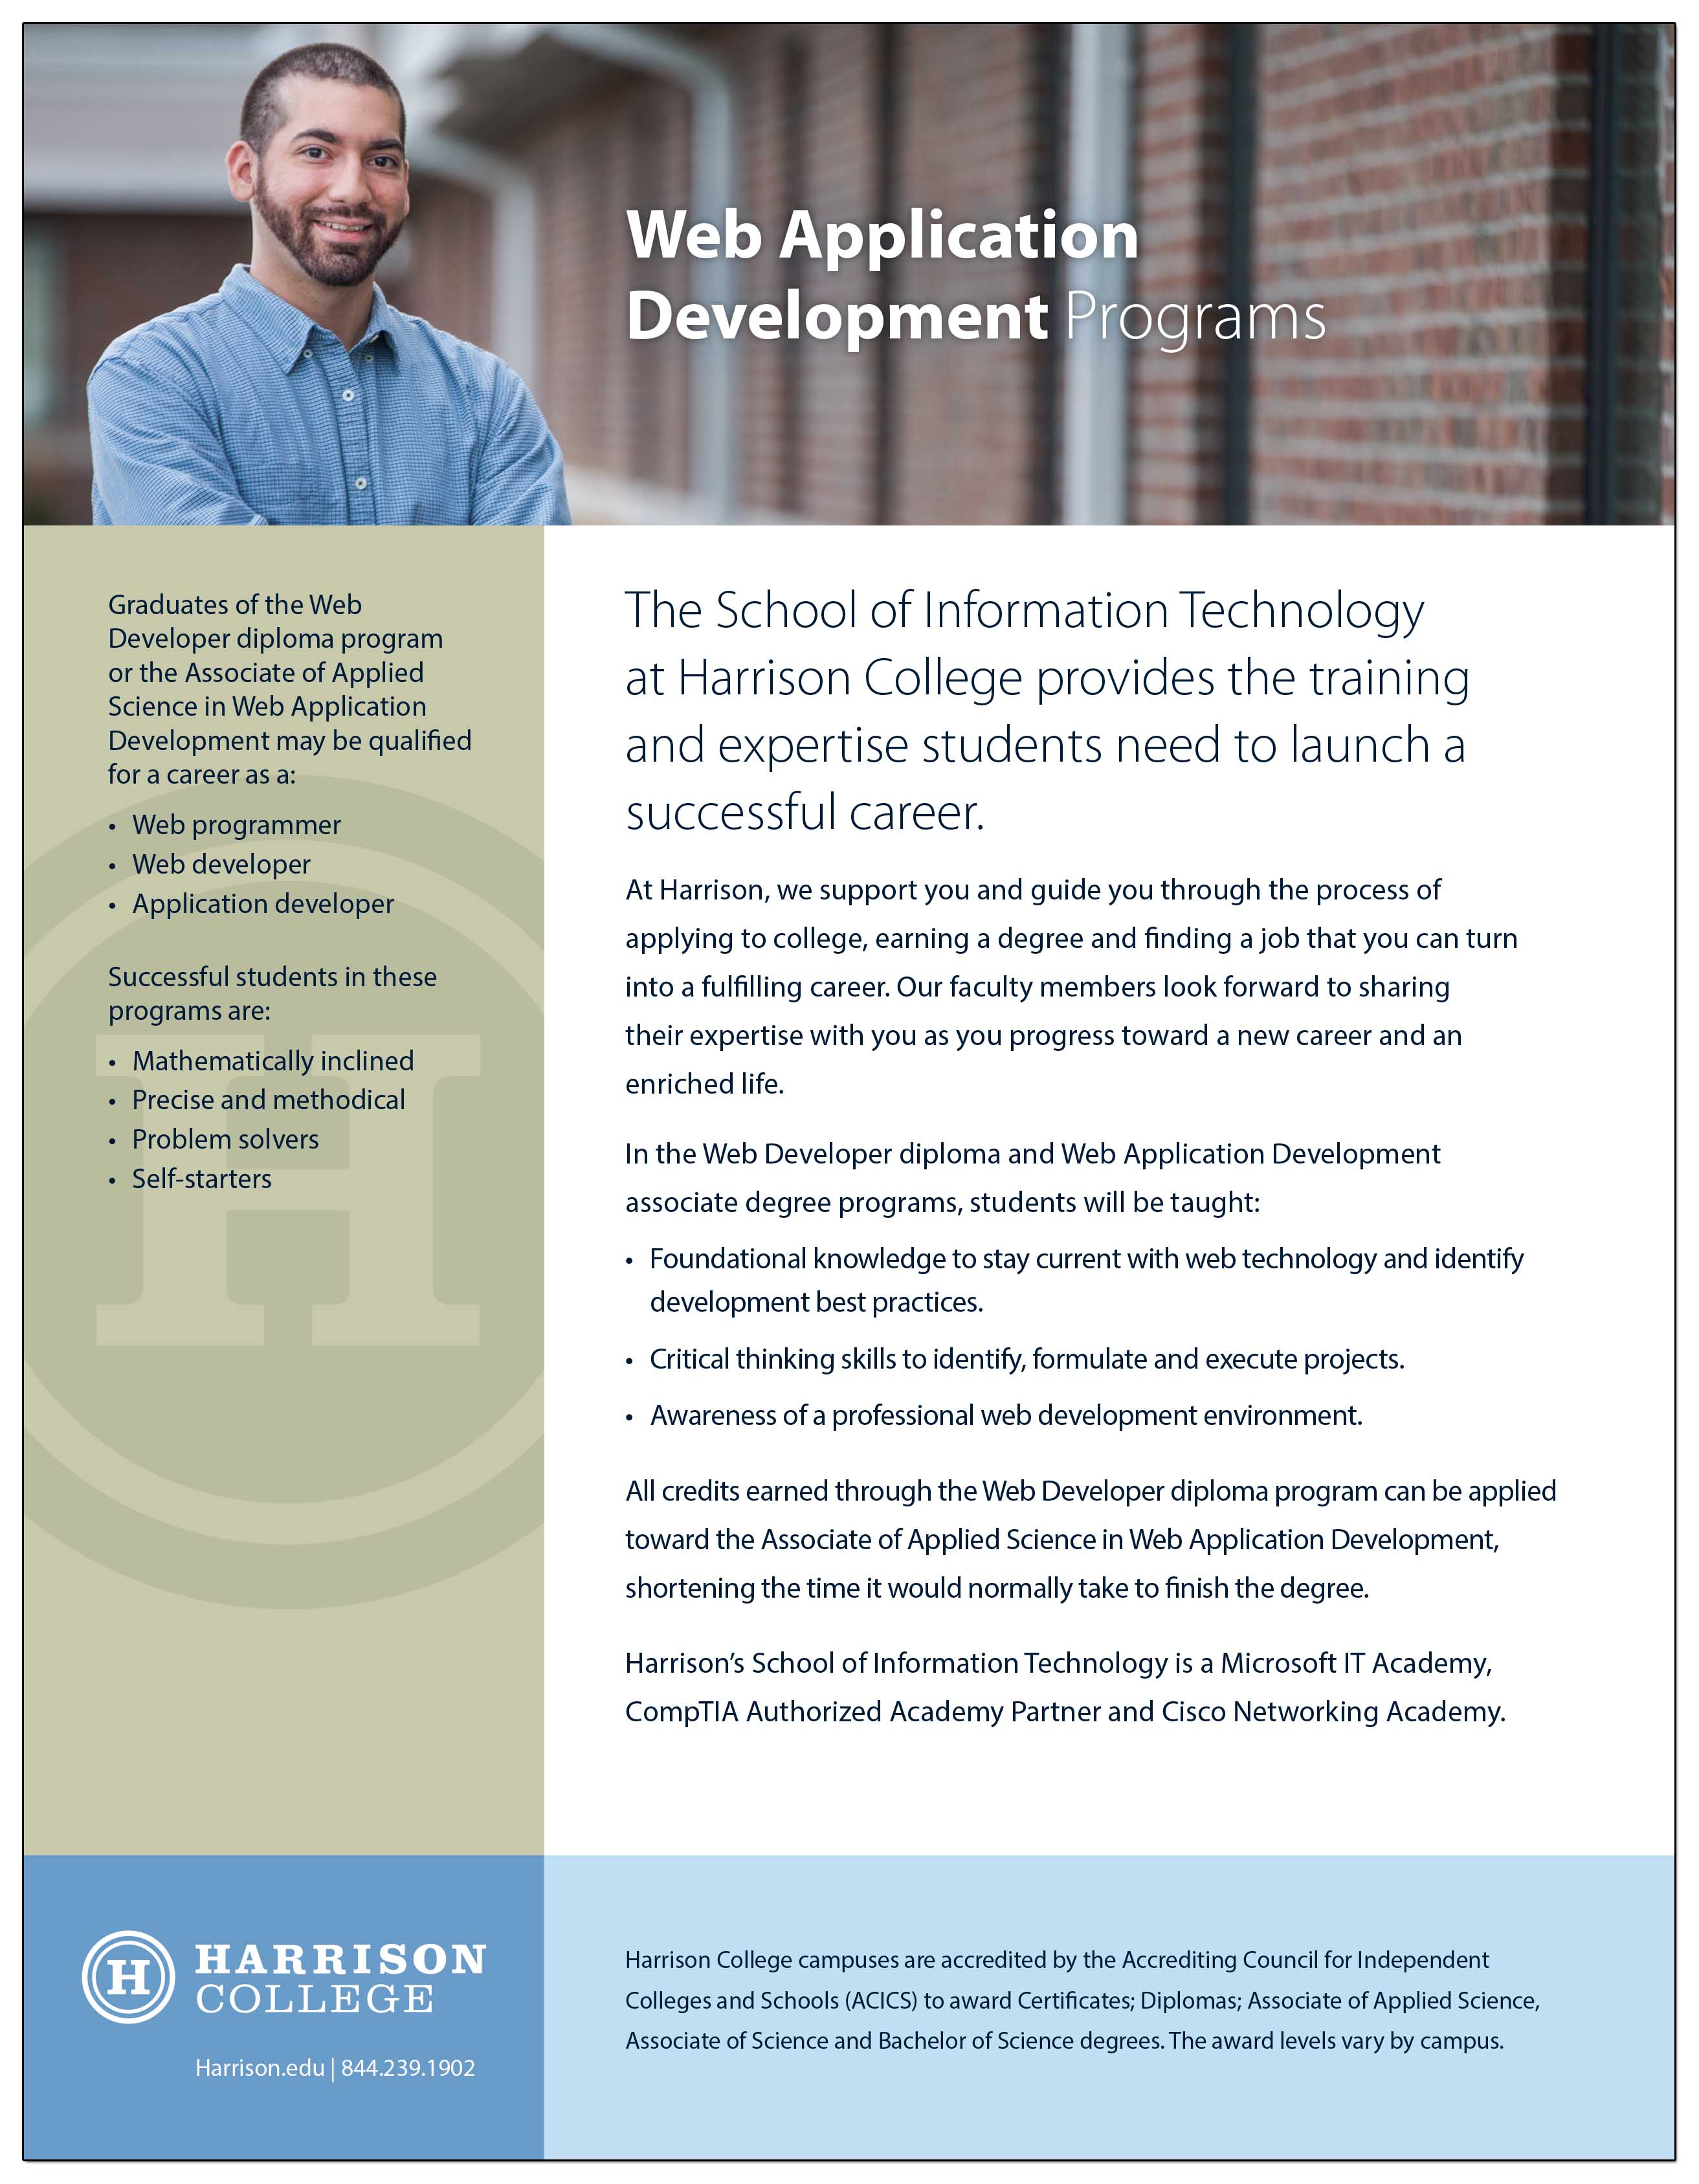 Web Application
Development Programs
Graduates of the Web
Developer diploma program
or the Associate of Applied
Science in Web Application
Development may be qualified
for a career as a:
• Web programmer
• Web developer
• Application developer
Successful students in these
programs are:
• Mathematically inclined
• Precise and methodical
• Problem solvers
• Self-starters
The School of Information Technology
at Harrison College provides the training
and expertise students need to launch a
successful career.
At Harrison, we support you and guide you through the process of
applying to college, earning a degree and finding a job that you can turn
into a fulfilling career. Our faculty members look forward to sharing
their expertise with you as you progress toward a new career and an
enriched life.
In the Web Developer diploma and Web Application Development
associate degree programs, students will be taught:
• Foundational knowledge to stay current with web technology and identify
development best practices.
• Critical thinking skills to identify, formulate and execute projects.
• Awareness of a professional web development environment.
All credits earned through the Web Developer diploma program can be applied
toward the Associate of Applied Science in Web Application Development,
shortening the time it would normally take to finish the degree.
Harrison’s School of Information Technology is a Microsoft IT Academy,
CompTIA Authorized Academy Partner and Cisco Networking Academy.
H
H
HARRISON
COLLEGE
Harrison.edu | 844.239.1902
Harrison College campuses are accredited by the Accrediting Council for Independent
Colleges and Schools (ACICS) to award Certificates; Diplomas; Associate of Applied Science,
Associate of Science and Bachelor of Science degrees. The award levels vary by campus.